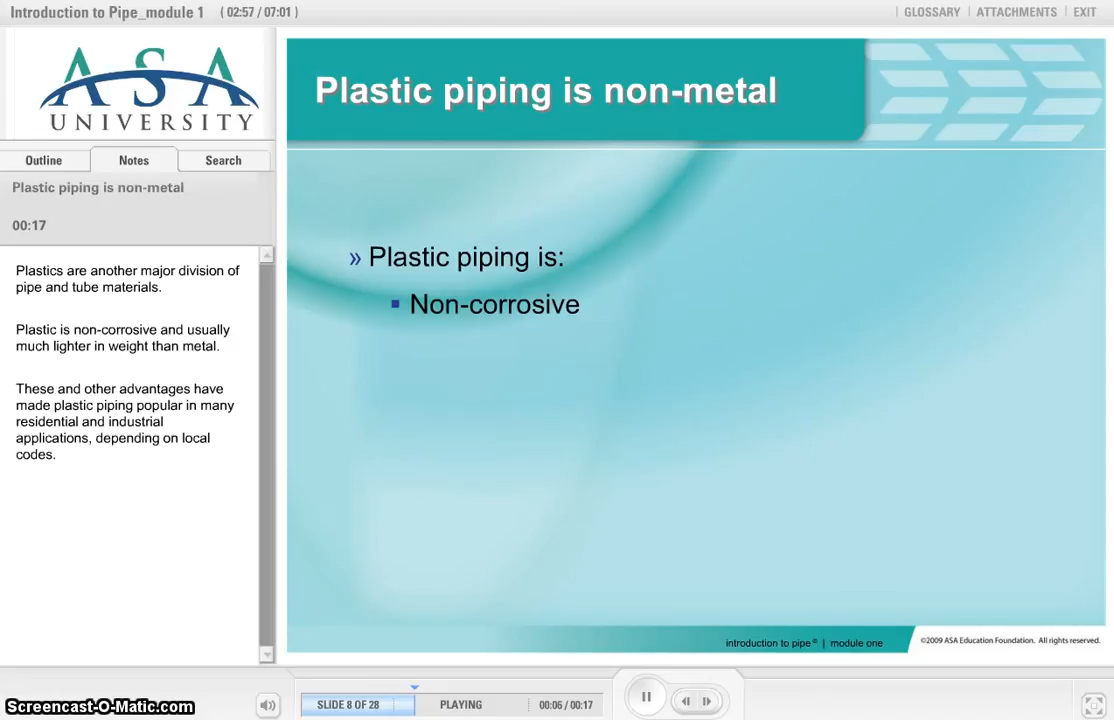 Introduction to Pipe_module 1 ( 02:57 / 07:01 )
GLOSSARY ATTACHMENTS EXIT
ASA
UNIVERSITY
Outline Notes Search
Plastic piping is non-metal
00:17
Plastics are another major division of
pipe and tube materials.
Plastic is non-corrosive and usually
much lighter in weight than metal.
These and other advantages have
made plastic piping popular in many
residential and industrial
applications, depending on local
codes.
Plastic piping is non-metal
» Plastic piping is:
▪ Non-corrosive
introduction to pipe® | module one
©2009 ASA Education Foundation. All rights reserved.
Screencast-O-Matic.com
SLIDE 8 OF 28 PLAYING 00:06 / 00:17